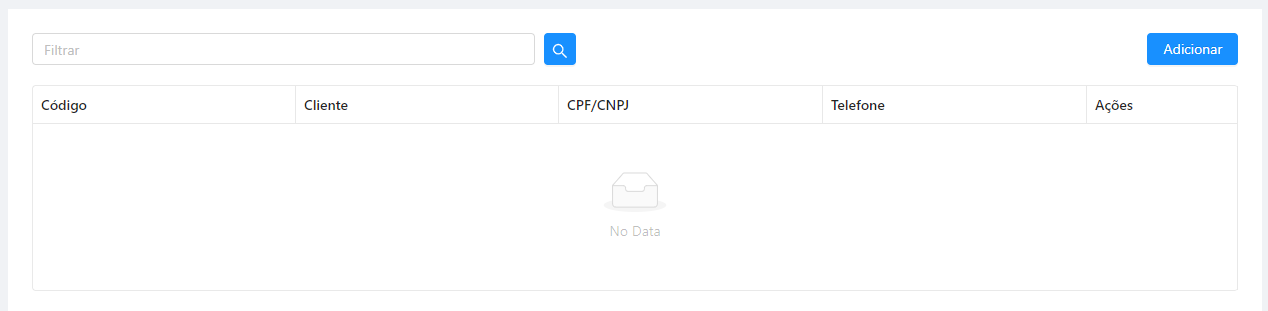 Filtrar
Adicionar
Código Cliente CPF/CNPJ Telefone Ações
No Data